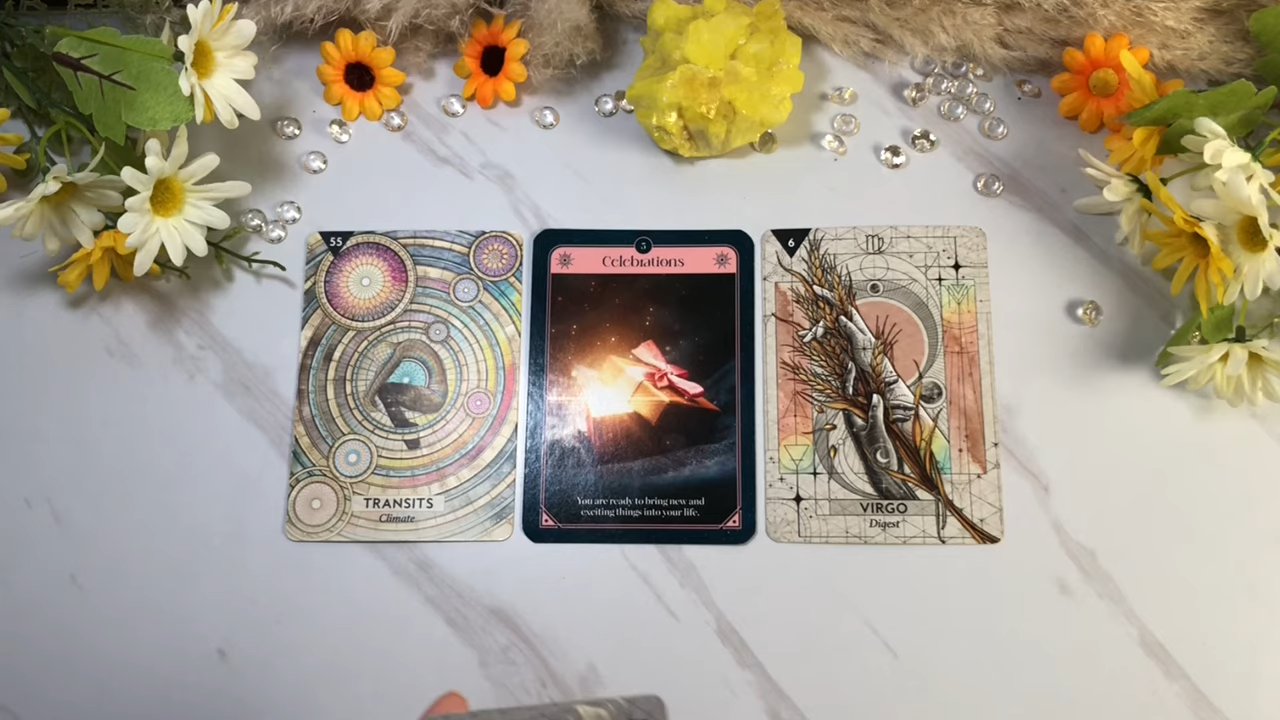 55
TRANSITS
Climate
5
Celebrations
You are ready to bring new and
exciting things into your life.
6
♍
VIRGO
Digest